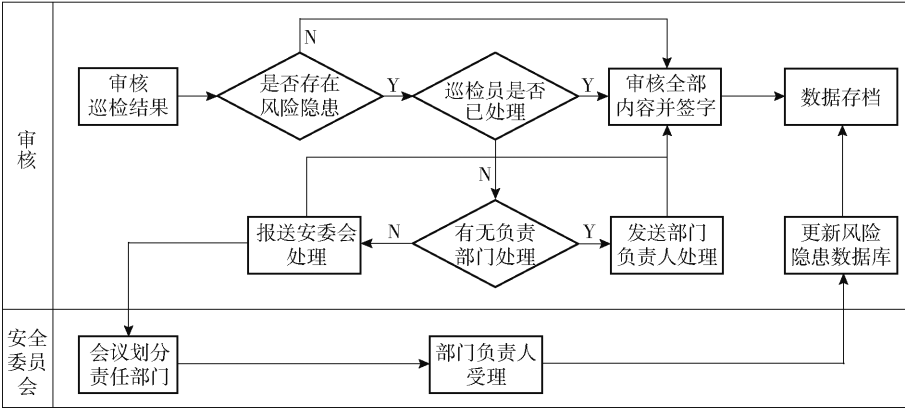 审核
N
审核
巡检结果
是否存在
风险隐患
Y
巡检员是否
已处理
Y
审核全部
内容并签字
数据存档
N
报送安委会
处理
N
有无负责
部门处理
Y
发送部门
负责人处理
更新风险
隐患数据库
安全
委员
会
会议划分
责任部门
部门负责人
受理